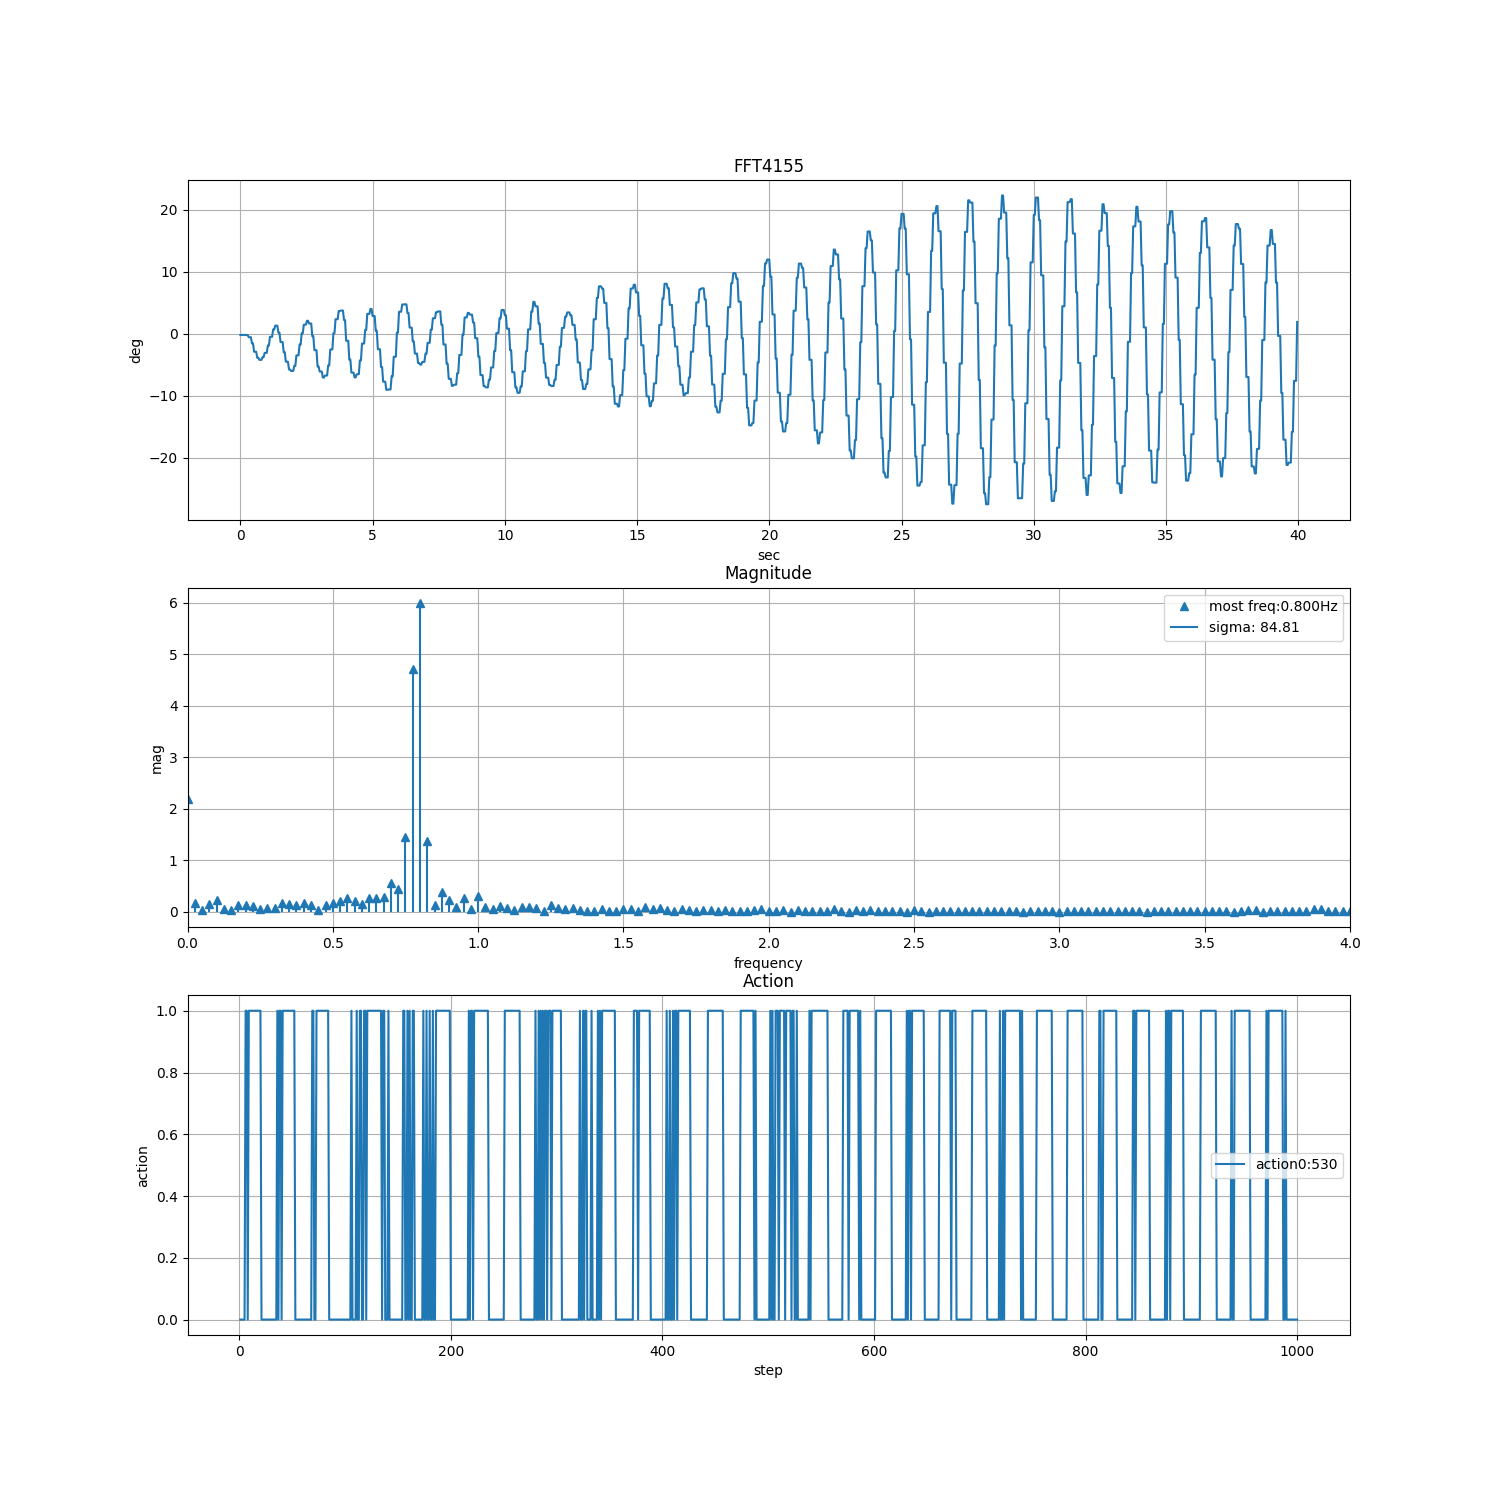 FFT4155
20
10
0
−10
−20
deg
0 5 10 15 20 25 30 35 40
sec
Magnitude
most freq:0.800Hz
sigma: 84.81
6
5
4
3
2
1
0
mag
0.0 0.5 1.0 1.5 2.0 2.5 3.0 3.5 4.0
frequency
Action
1.0
0.8
0.6
0.4
0.2
0.0
action
action0:530
0 200 400 600 800 1000
step